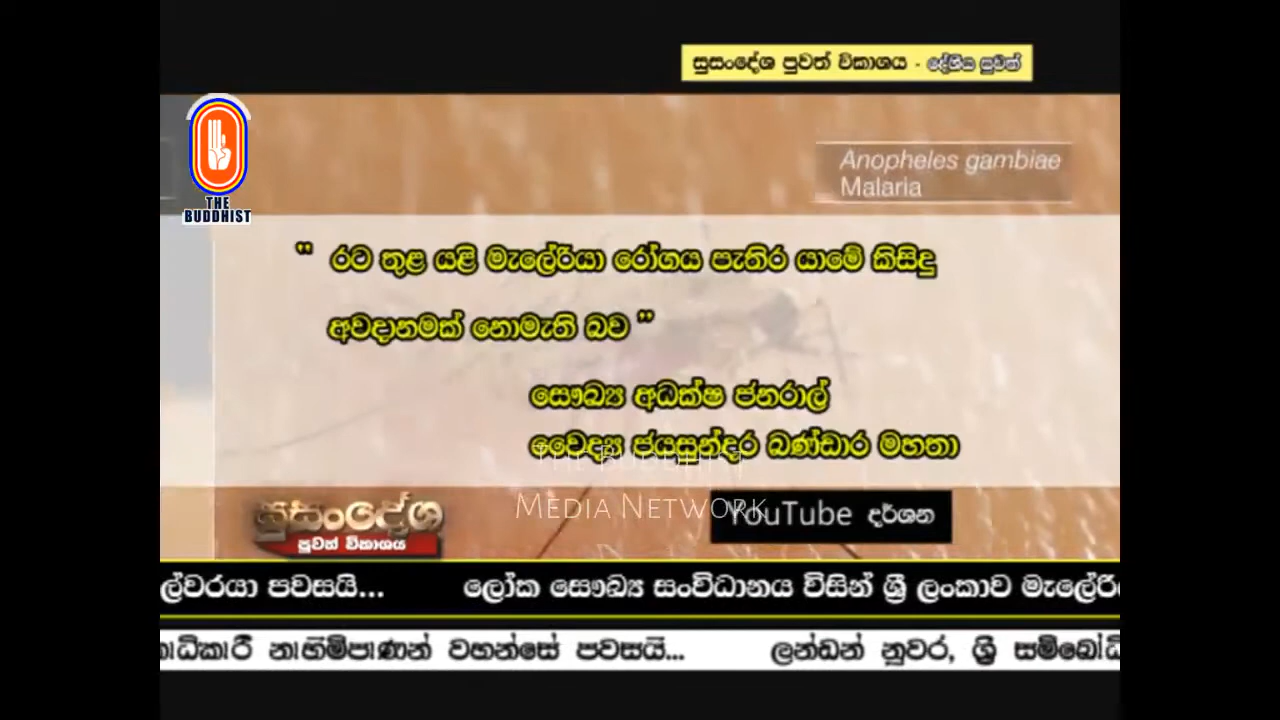 සුසංදේශ පුවත් විකාශය - දේශීය පුවත්
THE
BUDDHIST
Anopheles gambiae
Malaria
" රට තුළ යළි මැලේරියා රෝගය පැතිර යාමේ කිසිදු
අවදානමක් නොමැති බව "
සෞඛ්‍ය අධ්‍යක්ෂ ජනරාල්
වෛද්‍ය ජයසුන්දර බණ්ඩාර මහතා
THE BUDDHIST
MEDIA NETWORK
YouTube දර්ශන
සුසංදේශ
පුවත් විකාශය
ල්වරයා පවසයි... ලෝක සෞඛ්‍ය සංවිධානය විසින් ශ්‍රී ලංකාව මැලේරි
ාධිකාරී නාහිමිපාණන් වහන්සේ පවසයි... ලන්ඩන් නුවර, ශ්‍රී සම්බෝධි